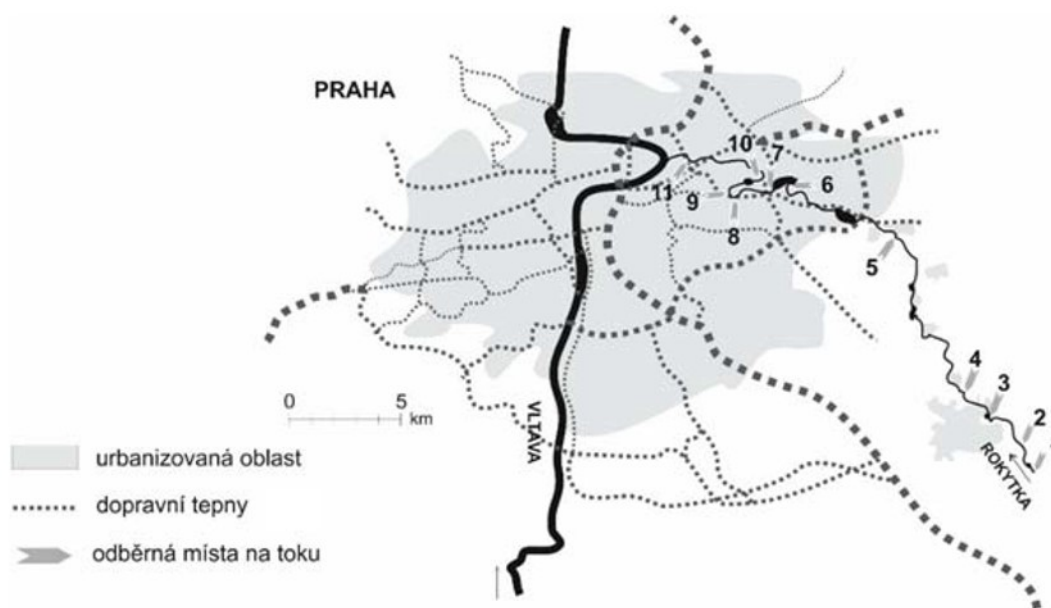 PRAHA
10
7
6
11
9
8
5
4
3
2
0 5
km
VLTAVA
ROKYTKA
urbanizovaná oblast
dopravní tepny
odběrná místa na toku